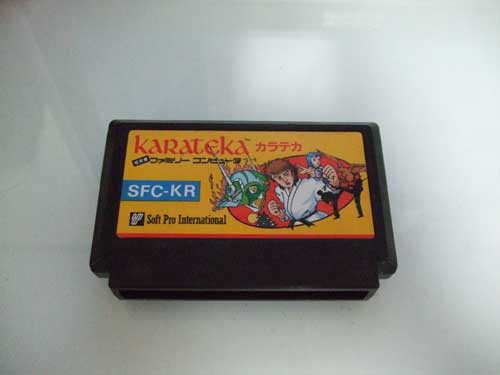 KARATEKA™ カラテカ
ファミリー コンピュータ
SFC-KR
Soft Pro International